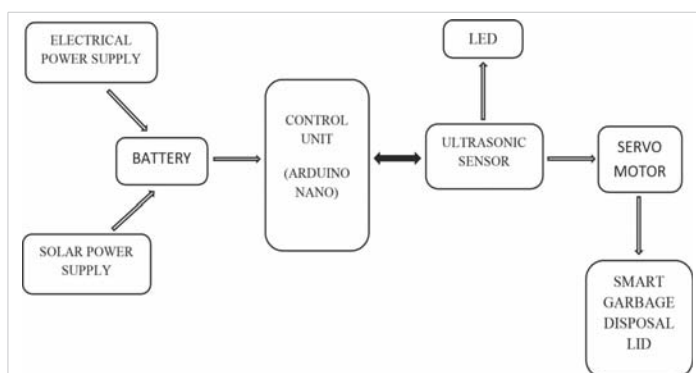 ELECTRICAL
POWER SUPPLY
LED
CONTROL
UNIT
(ARDUINO
NANO)
BATTERY
ULTRASONIC
SENSOR
SERVO
MOTOR
SOLAR POWER
SUPPLY
SMART
GARBAGE
DISPOSAL
LID